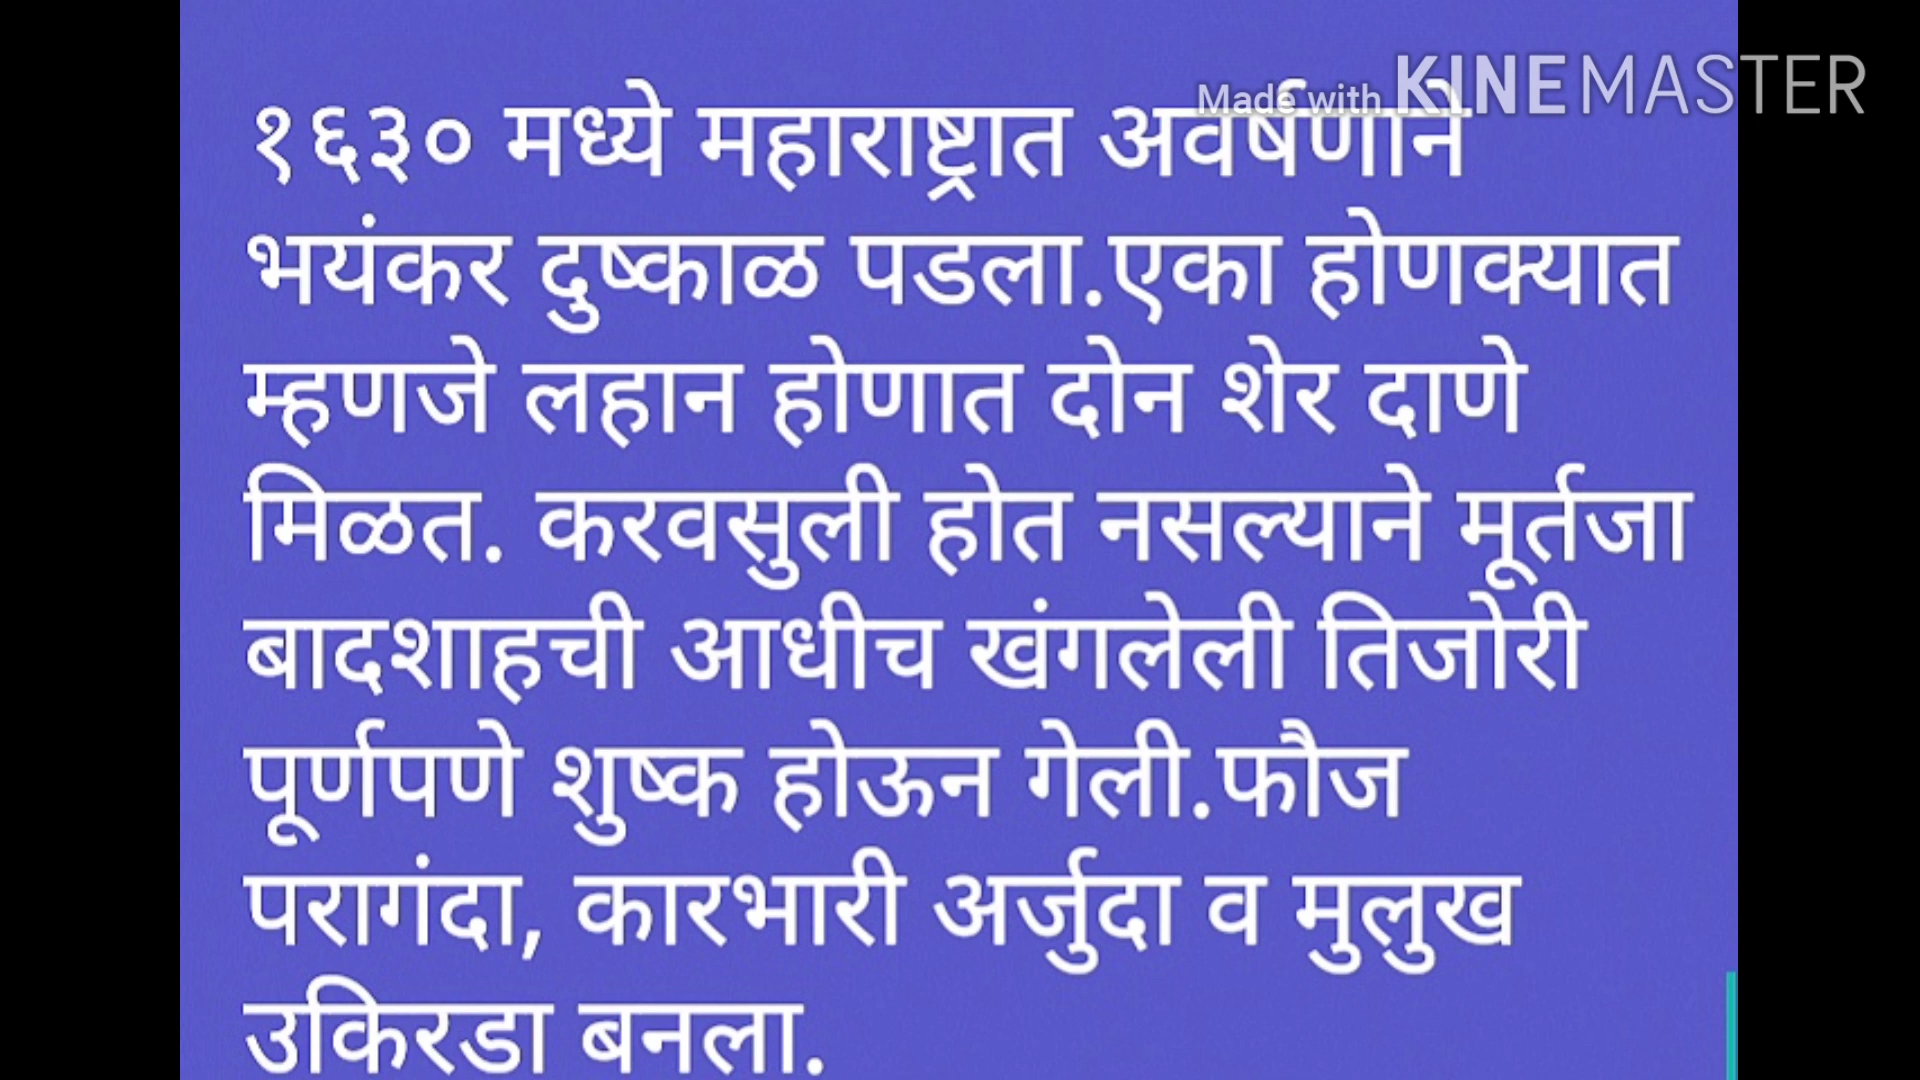 Made with KINEMASTER
१६३० मध्ये महाराष्ट्रात अवर्षणाने
भयंकर दुष्काळ पडला.एका होणक्यात
म्हणजे लहान होणात दोन शेर दाणे
मिळत. करवसुली होत नसल्याने मूर्तजा
बादशाहची आधीच खंगलेली तिजोरी
पूर्णपणे शुष्क होऊन गेली.फौज
परागंदा, कारभारी अर्जुदा व मुलुख
उकिरडा बनला.